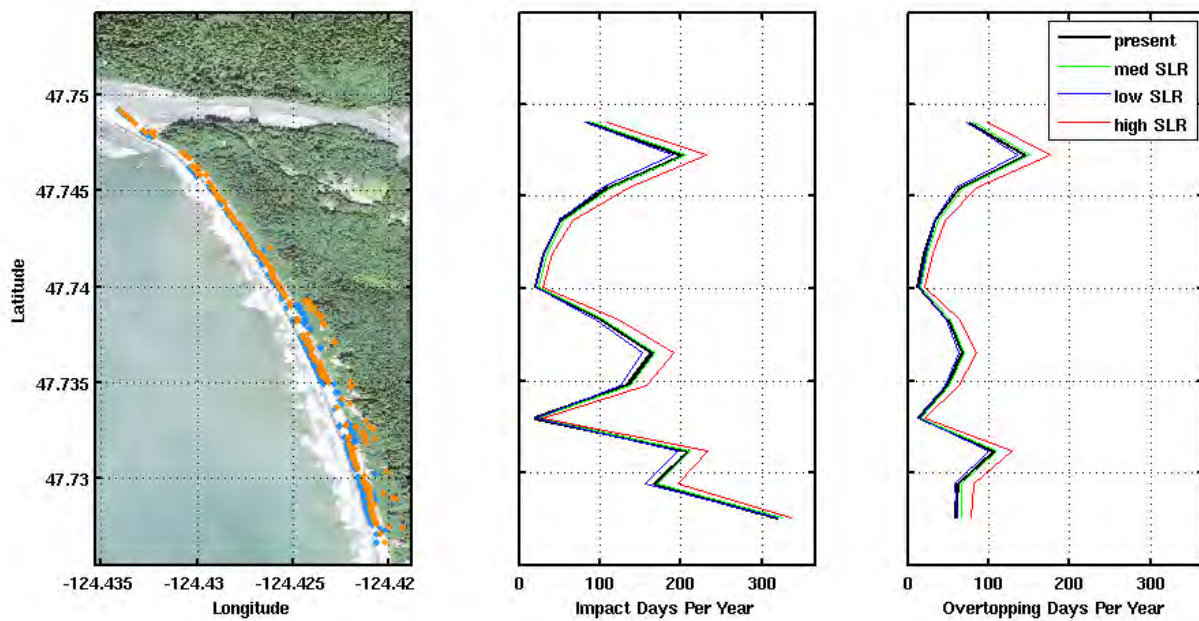 present
med SLR
low SLR
high SLR
47.75
47.745
47.74
47.735
47.73
Latitude
-124.435
-124.43
-124.425
-124.42
Longitude
0
100
200
300
Impact Days Per Year
0
100
200
300
Overtopping Days Per Year